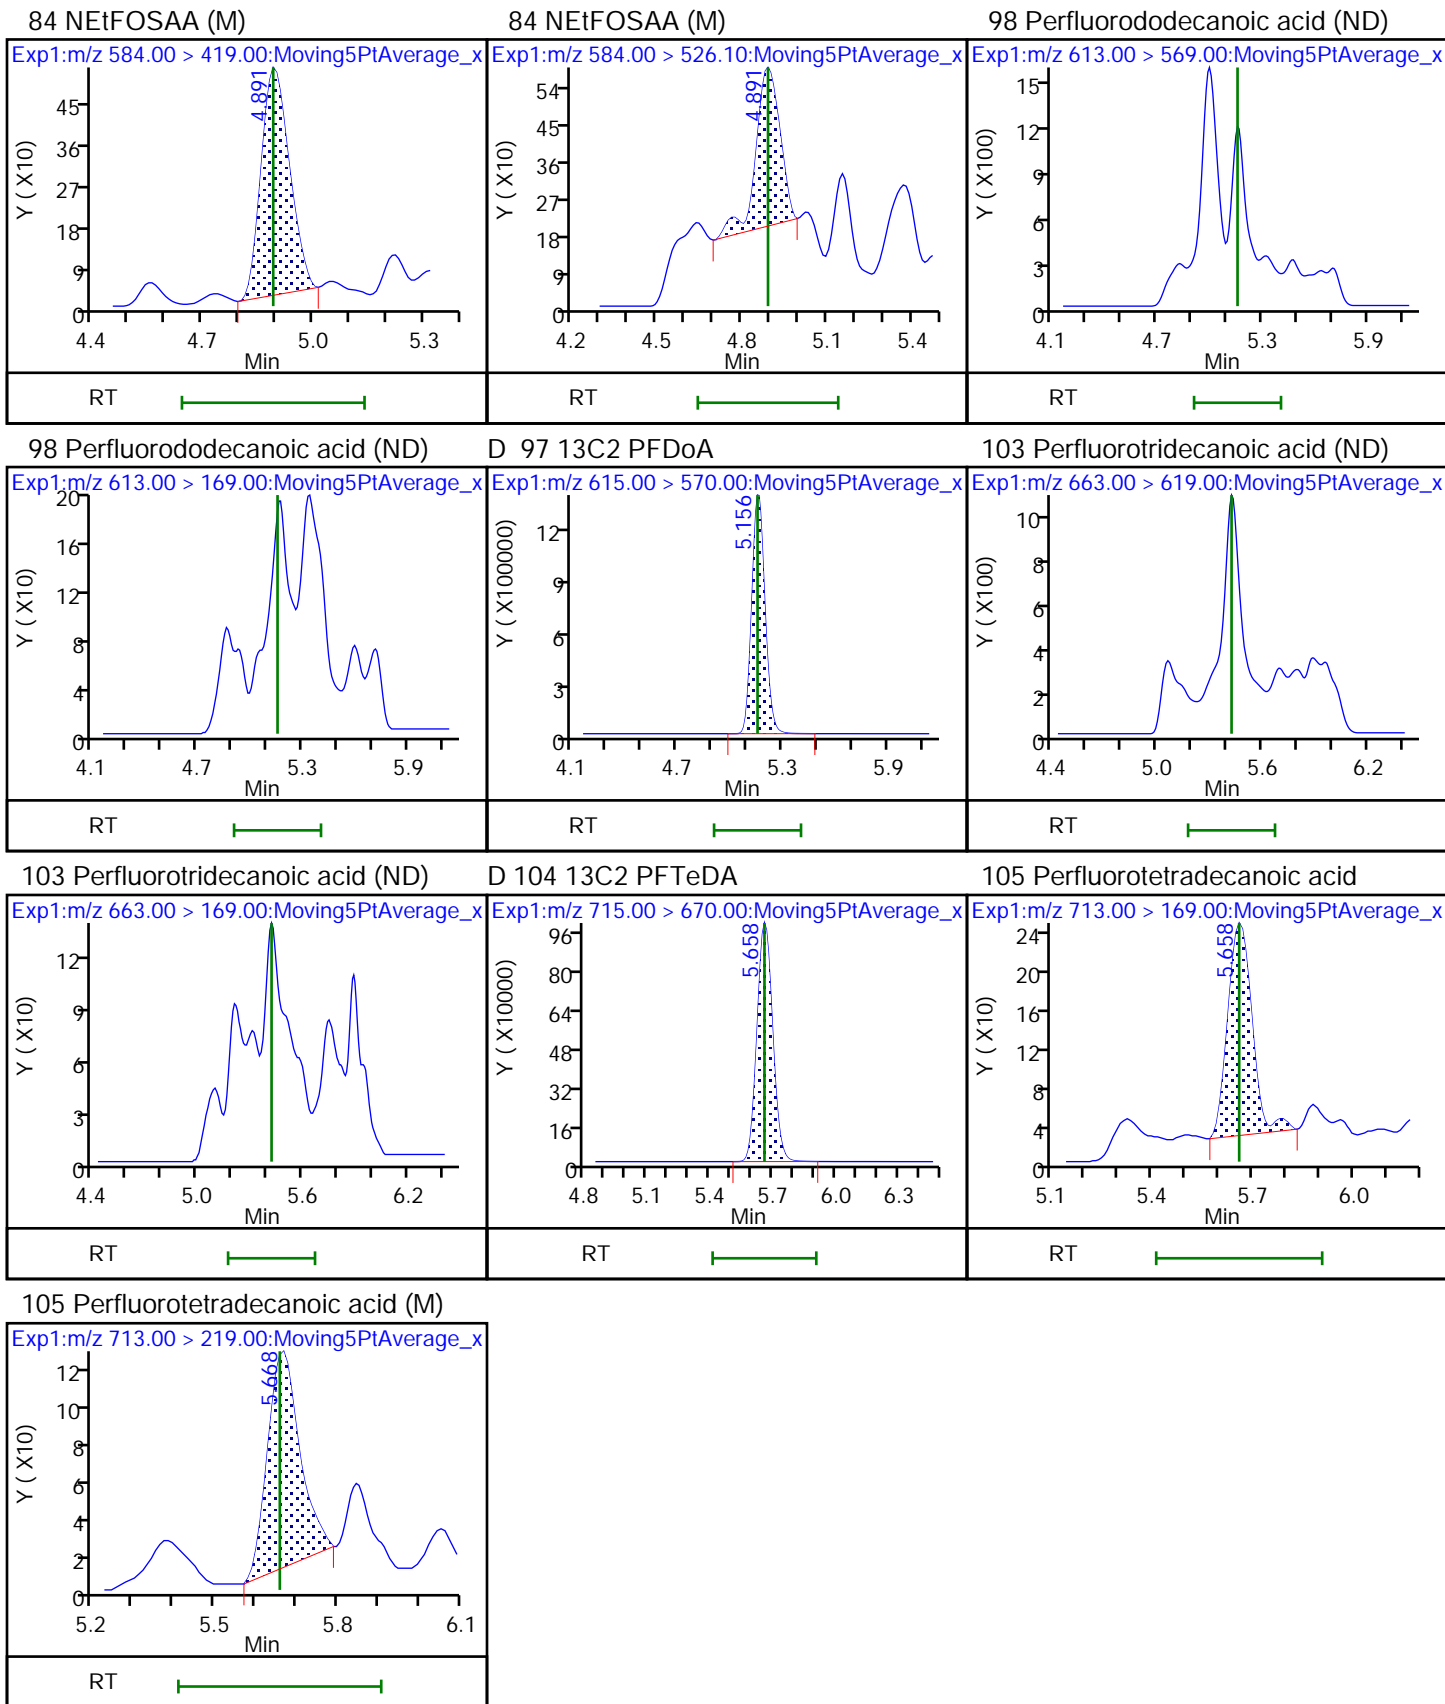 84 NEtFOSAA (M)
Exp1:m/z 584.00 > 419.00:Moving5PtAverage_x
4.891
Y ( X10)
45
36
27
18
9
0
4.4 4.7 5.0 5.3
Min
RT
84 NEtFOSAA (M)
Exp1:m/z 584.00 > 526.10:Moving5PtAverage_x
4.891
Y ( X10)
54
45
36
27
18
9
0
4.2 4.5 4.8 5.1 5.4
Min
RT
98 Perfluorododecanoic acid (ND)
Exp1:m/z 613.00 > 569.00:Moving5PtAverage_x
Y ( X100)
15
12
9
6
3
0
4.1 4.7 5.3 5.9
Min
RT
98 Perfluorododecanoic acid (ND)
Exp1:m/z 613.00 > 169.00:Moving5PtAverage_x
Y ( X10)
20
16
12
8
4
0
4.1 4.7 5.3 5.9
Min
RT
D 97 13C2 PFDoA
Exp1:m/z 615.00 > 570.00:Moving5PtAverage_x
5.156
Y ( X100000)
12
9
6
3
0
4.1 4.7 5.3 5.9
Min
RT
103 Perfluorotridecanoic acid (ND)
Exp1:m/z 663.00 > 619.00:Moving5PtAverage_x
Y ( X100)
10
8
6
4
2
0
4.4 5.0 5.6 6.2
Min
RT
103 Perfluorotridecanoic acid (ND)
Exp1:m/z 663.00 > 169.00:Moving5PtAverage_x
Y ( X10)
12
9
6
3
0
4.4 5.0 5.6 6.2
Min
RT
D 104 13C2 PFTeDA
Exp1:m/z 715.00 > 670.00:Moving5PtAverage_x
5.658
Y ( X10000)
96
80
64
48
32
16
0
4.8 5.1 5.4 5.7 6.0 6.3
Min
RT
105 Perfluorotetradecanoic acid
Exp1:m/z 713.00 > 169.00:Moving5PtAverage_x
5.658
Y ( X10)
24
20
16
12
8
4
0
5.1 5.4 5.7 6.0
Min
RT
105 Perfluorotetradecanoic acid (M)
Exp1:m/z 713.00 > 219.00:Moving5PtAverage_x
5.668
Y ( X10)
12
10
8
6
4
2
0
5.2 5.5 5.8 6.1
Min
RT